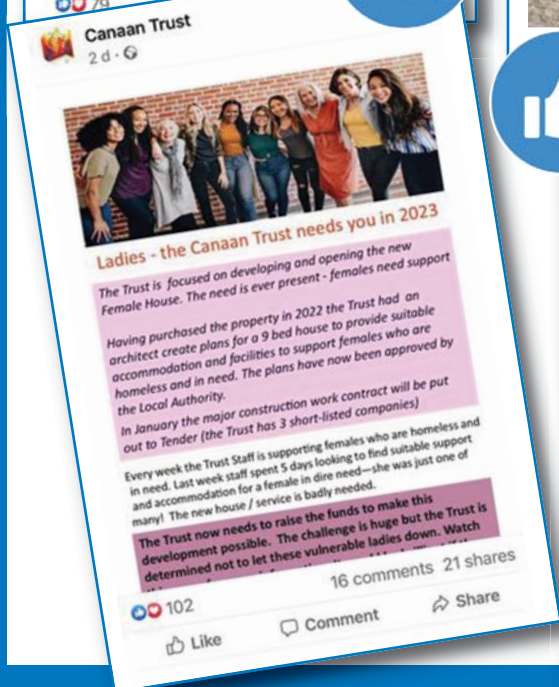 79
Canaan Trust
2 d ·
Ladies - the Canaan Trust needs you in 2023
The Trust is focused on developing and opening the new
Female House. The need is ever present - females need support
Having purchased the property in 2022 the Trust had an
architect create plans for a 9 bed house to provide suitable
accommodation and facilities to support females who are
homeless and in need. The plans have now been approved by
the Local Authority.
In January the major construction work contract will be put
out to Tender (the Trust has 3 short-listed companies)
Every week the Trust Staff is supporting females who are homeless and
in need. Last week staff spent 5 days looking to find suitable support
and accommodation for a female in dire need—she was just one of
many! The new house / service is badly needed.
The Trust now needs to raise the funds to make this
development possible. The challenge is huge but the Trust is
determined not to let these vulnerable ladies down. Watch
102
16 comments 21 shares
Like
Comment
Share